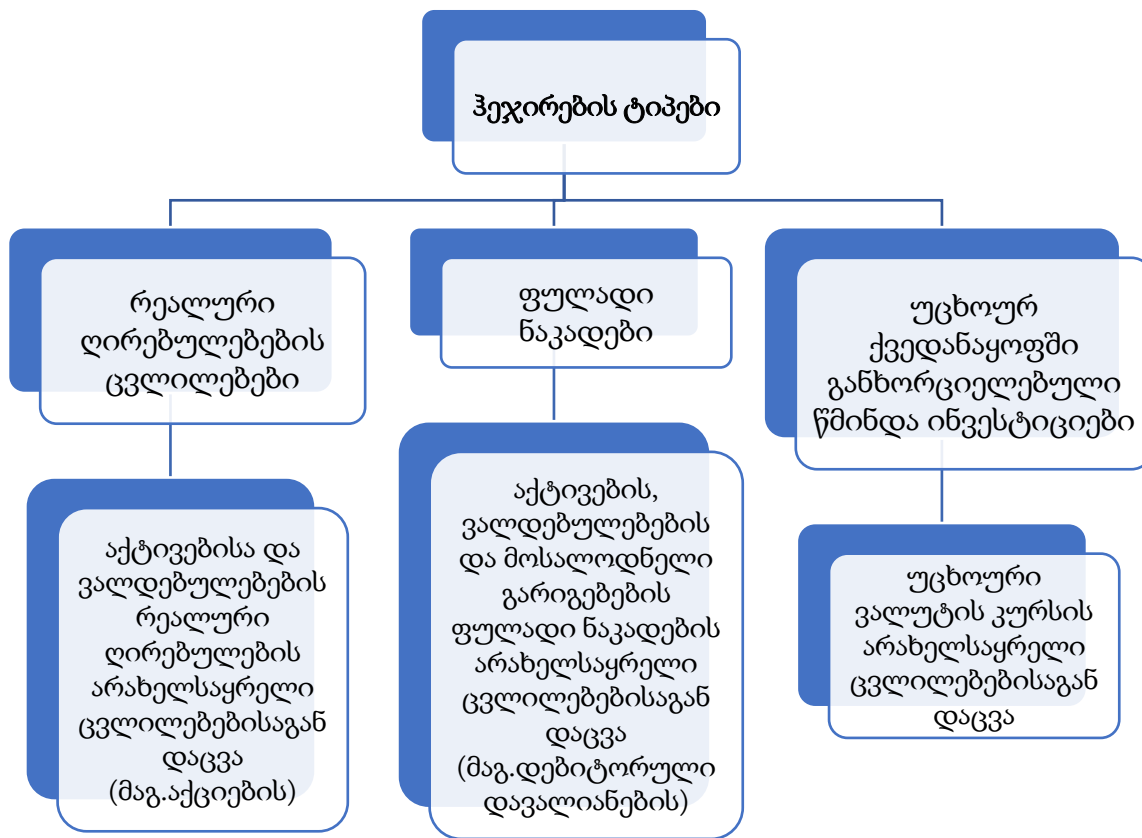 ჰეჯირების ტიპები
რეალური
ღირებულებების
ცვლილებები
აქტივებისა და
ვალდებულებების
რეალური
ღირებულების
არახელსაყრელი
ცვლილებებისაგან
დაცვა
(მაგ.აქციების)
ფულადი
ნაკადები
აქტივების,
ვალდებულებების
და მოსალოდნელი
გარიგებების
ფულადი ნაკადების
არახელსაყრელი
ცვლილებებისაგან
დაცვა
(მაგ.დებიტორული
დავალიანების)
უცხოურ
ქვედანაყოფში
განხორციელებული
წმინდა ინვესტიციები
უცხოური
ვალუტის კურსის
არახელსაყრელი
ცვლილებებისაგან
დაცვა